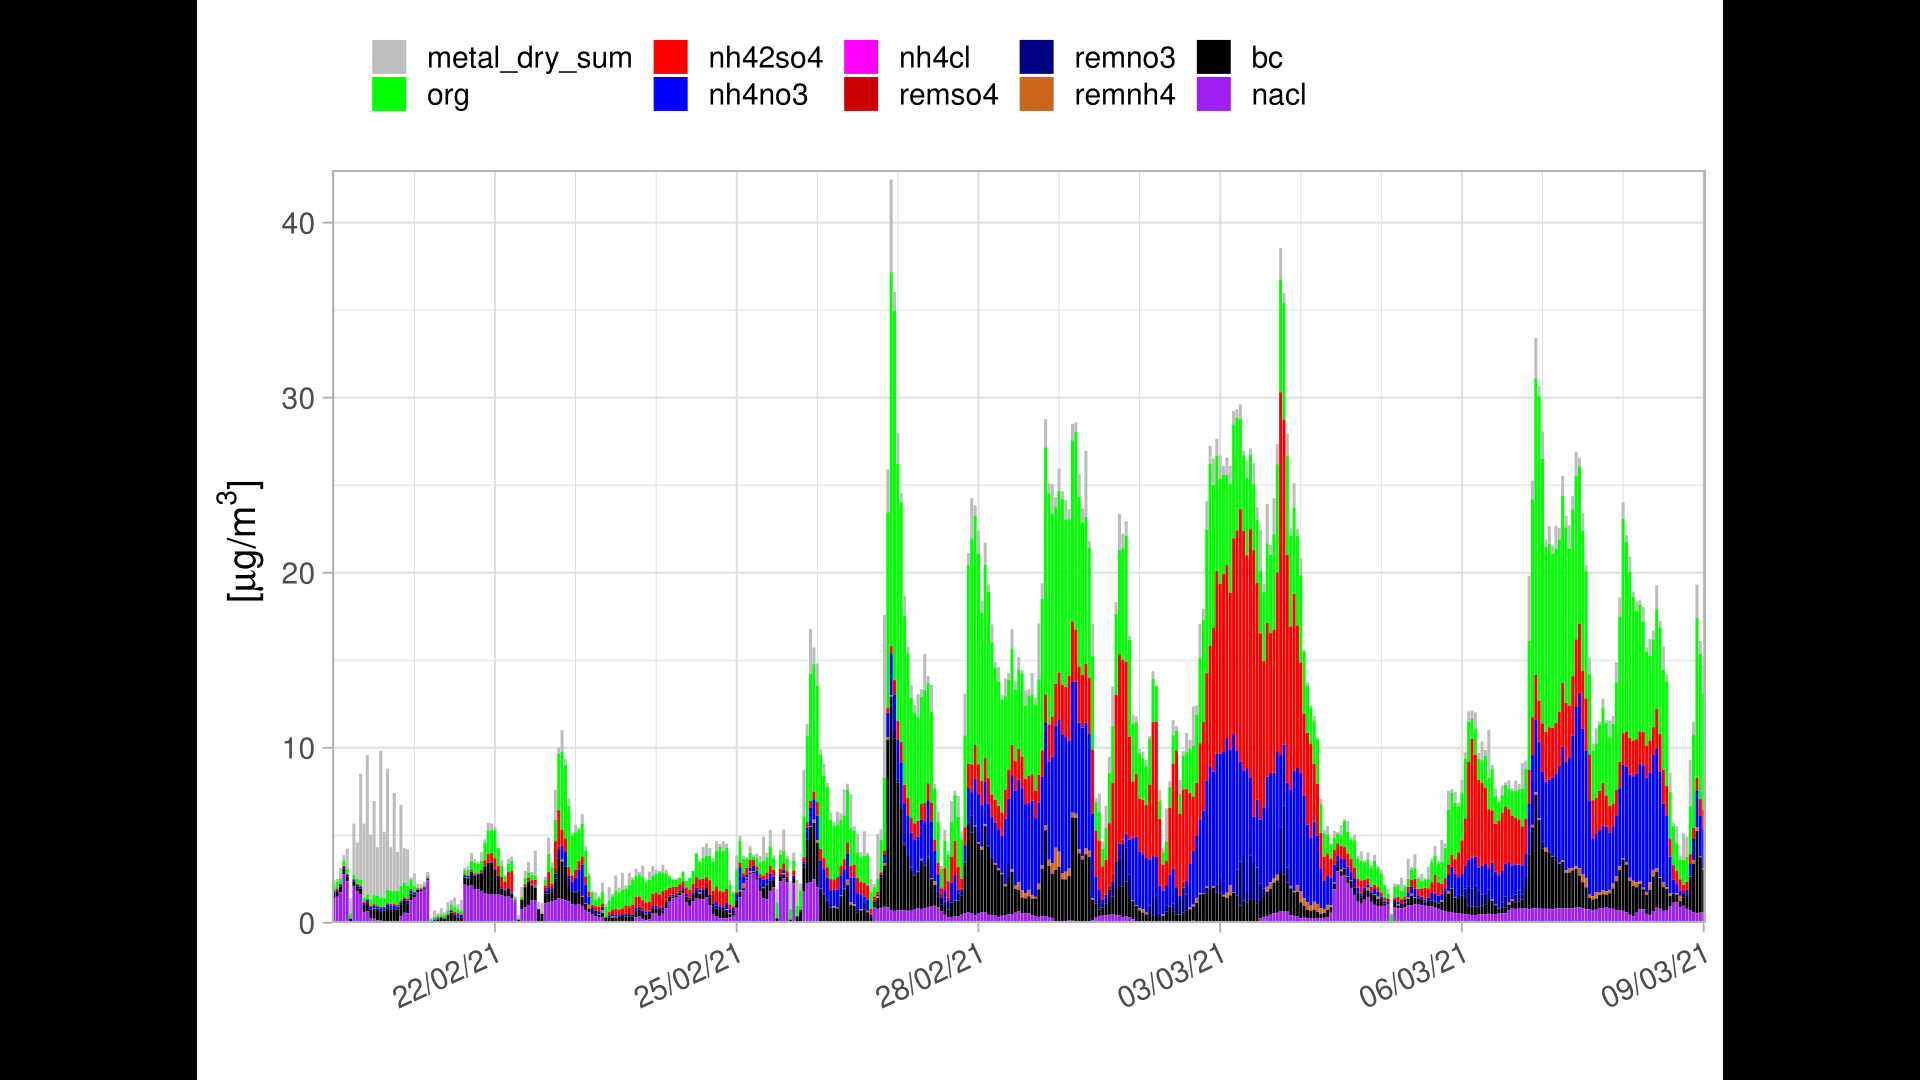 metal_dry_sum nh42so4 nh4cl remno3 bc
org nh4no3 remso4 remnh4 nacl
[µg/m³]
40
30
20
10
0
22/02/21 25/02/21 28/02/21 03/03/21 06/03/21 09/03/21